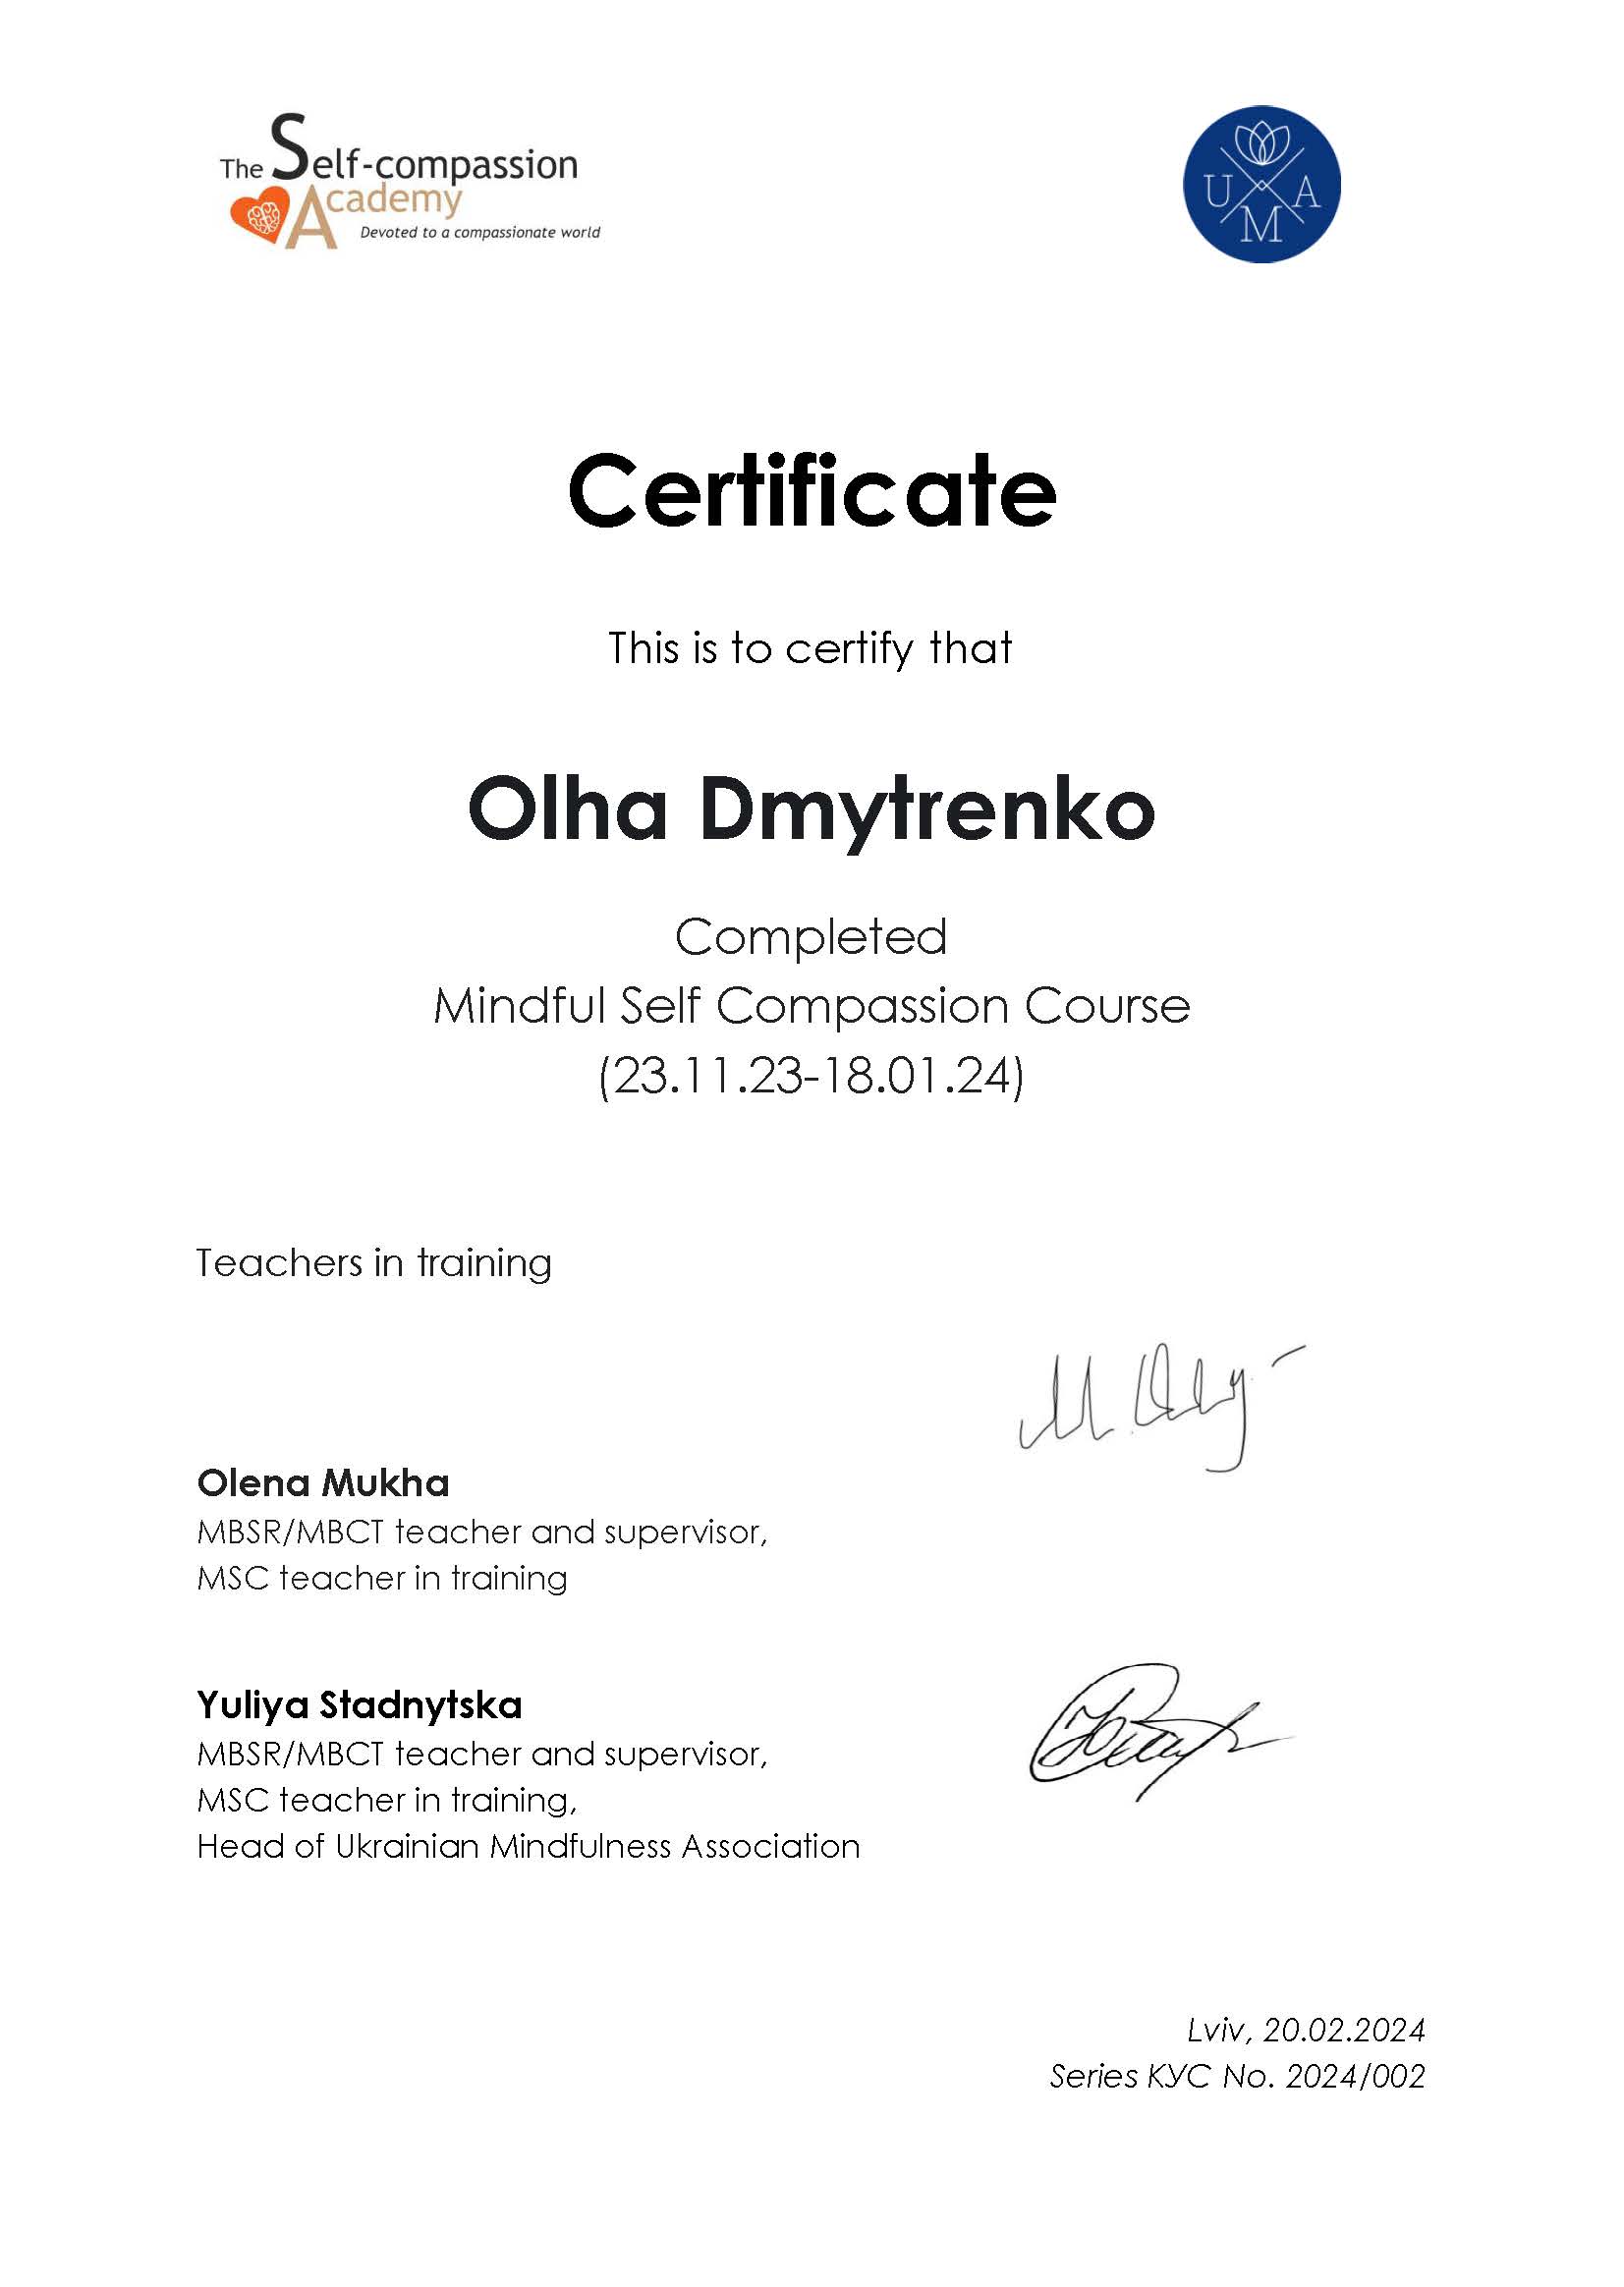 The Self-compassion
Academy
Devoted to a compassionate world
U M A
Certificate
This is to certify that
Olha Dmytrenko
Completed
Mindful Self Compassion Course
(23.11.23-18.01.24)
Teachers in training
Olena Mukha
MBSR/MBCT teacher and supervisor,
MSC teacher in training
Yuliya Stadnytska
MBSR/MBCT teacher and supervisor,
MSC teacher in training,
Head of Ukrainian Mindfulness Association
Lviv, 20.02.2024
Series КУС No. 2024/002